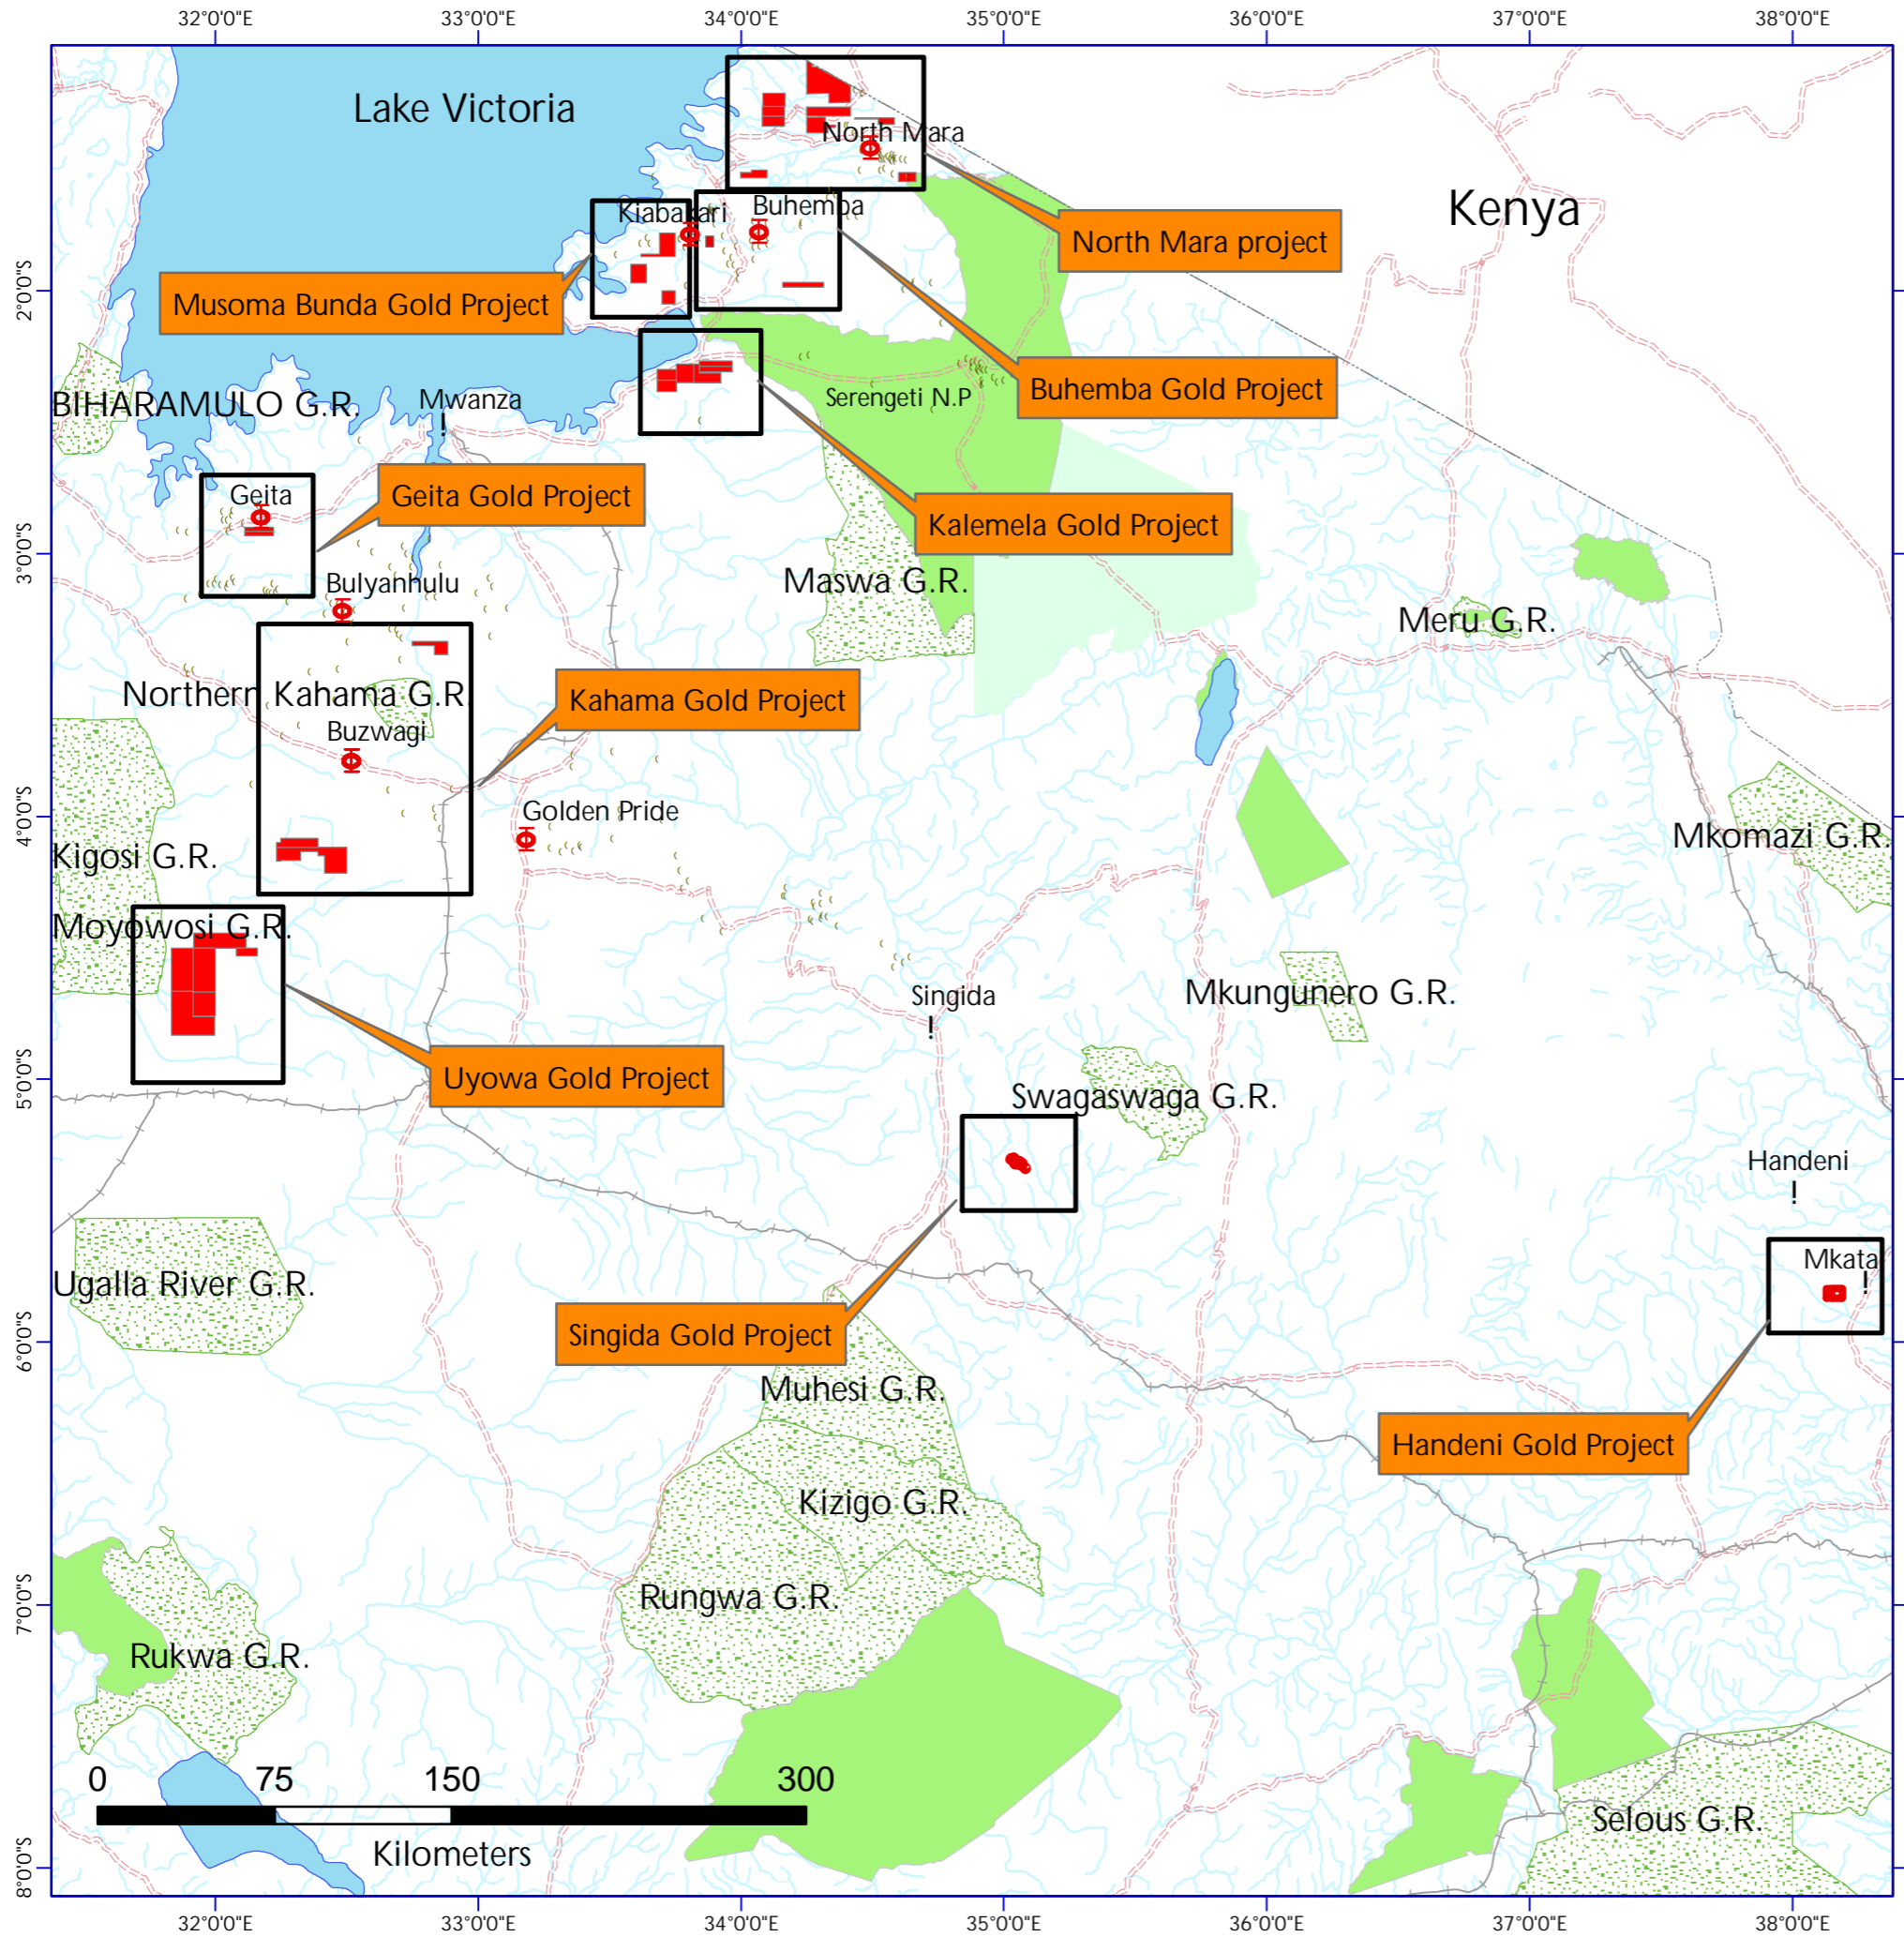 32°0'0"E
33°0'0"E
34°0'0"E
35°0'0"E
36°0'0"E
37°0'0"E
38°0'0"E
Lake Victoria
North Mara
Kenya
Kiabakari
Buhemba
North Mara project
2°0'0"S
Musoma Bunda Gold Project
Buhemba Gold Project
Serengeti N.P
BIHARAMULO G.R.
Mwanza
!
Geita
Geita Gold Project
Kalemela Gold Project
3°0'0"S
Bulyanhulu
Maswa G.R.
Meru G.R.
Northern Kahama G.R.
Kahama Gold Project
Buzwagi
Golden Pride
4°0'0"S
Mkomazi G.R.
Kigosi G.R.
Moyowosi G.R.
Singida
!
Mkungunero G.R.
Uyowa Gold Project
5°0'0"S
Swagaswaga G.R.
Handeni
!
Mkata
!
Ugalla River G.R.
Singida Gold Project
6°0'0"S
Muhesi G.R.
Handeni Gold Project
Kizigo G.R.
Rungwa G.R.
7°0'0"S
Rukwa G.R.
0 75 150 300
Kilometers
Selous G.R.
8°0'0"S
32°0'0"E
33°0'0"E
34°0'0"E
35°0'0"E
36°0'0"E
37°0'0"E
38°0'0"E